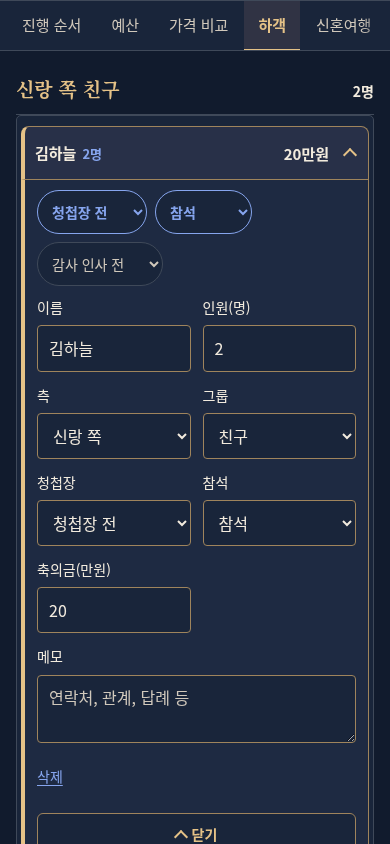 진행 순서 예산 가격 비교 하객 신혼여행
신랑 쪽 친구 2명
김하늘 2명 20만원
청첩장 전 참석
감사 인사 전
이름 인원(명)
김하늘 2
측 그룹
신랑 쪽 친구
청첩장 참석
청첩장 전 참석
축의금(만원)
20
메모
연락처, 관계, 답례 등
삭제
닫기